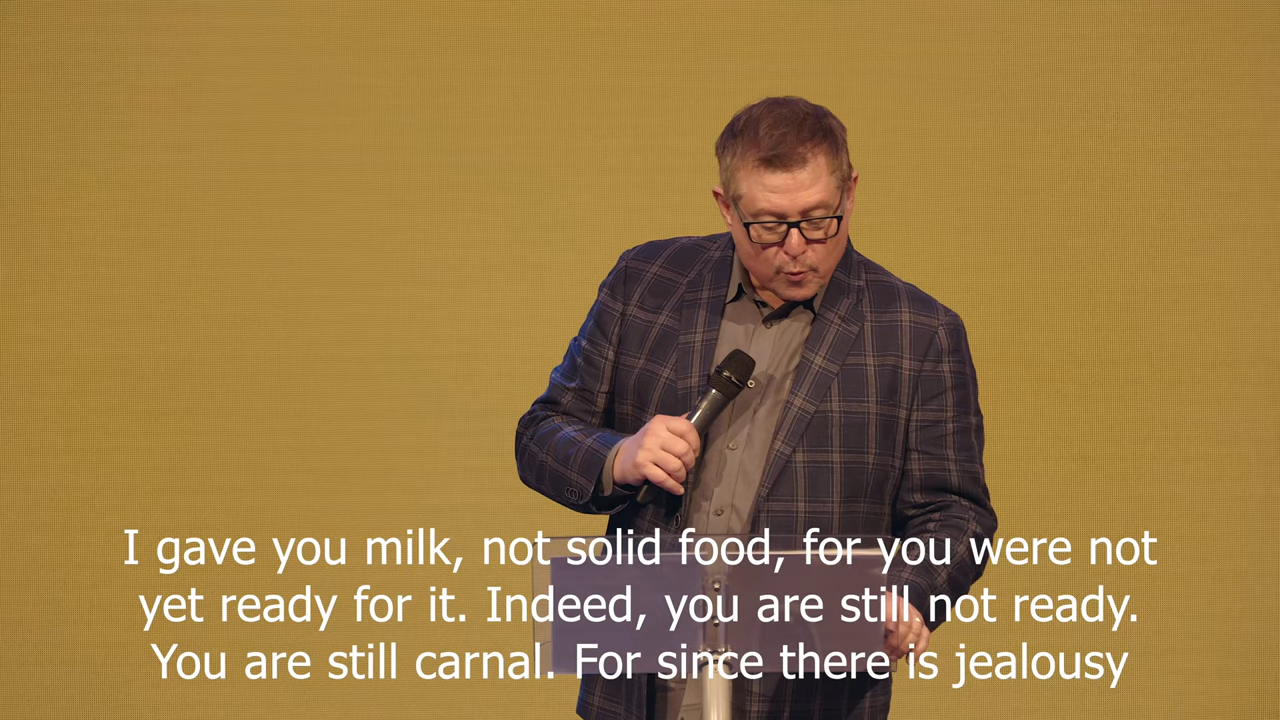 I gave you milk, not solid food, for you were not
yet ready for it. Indeed, you are still not ready.
You are still carnal. For since there is jealousy